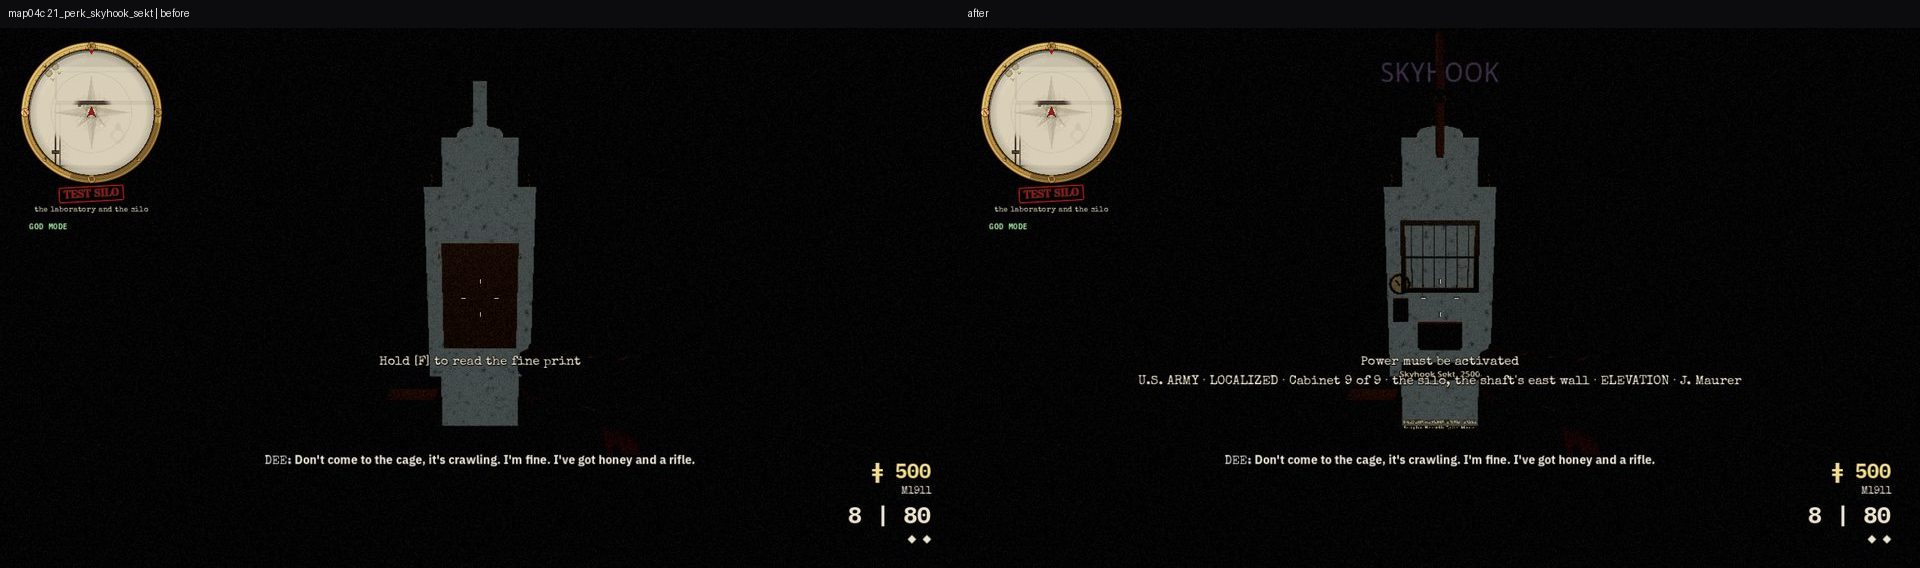 map04c 21_perk_skyhook_sekt | before
TEST SILO
the laboratory and the silo
GOD MODE
Hold [F] to read the fine print
DEE: Don't come to the cage, it's crawling. I'm fine. I've got honey and a rifle.
500
M1911
8 | 80
after
SKYHOOK
TEST SILO
the laboratory and the silo
GOD MODE
Power must be activated
Skyhook Sekt, 2500
U.S. ARMY · LOCALIZED · Cabinet 9 of 9 · the silo, the shaft's east wall · ELEVATION · J. Maurer
DEE: Don't come to the cage, it's crawling. I'm fine. I've got honey and a rifle.
500
M1911
8 | 80